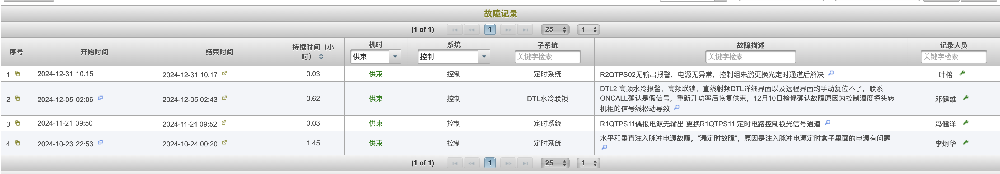 故障记录
(1 of 1) 1 25 1
序号 开始时间 结束时间 持续时间（小时） 机时 系统 子系统 故障描述 记录人员
供束 控制 关键字检索 关键字检索 关键字检索
1 2024-12-31 10:15 2024-12-31 10:17 0.03 供束 控制 定时系统 R2QTPS02无输出报警，电源无异常，控制组朱鹏更换光定时通道后解决 叶榕
2 2024-12-05 02:06 2024-12-05 02:43 0.62 供束 控制 DTL水冷联锁 DTL2 高频水冷报警，高频联锁，直线射频DTL详细界面以及远程界面均手动复位不了，联系
ONCALL确认是假信号，重新升功率后恢复供束，12月10日检修确认故障原因为控制温度探头转
机柜的信号线松动导致 邓健雄
3 2024-11-21 09:50 2024-11-21 09:52 0.03 供束 控制 定时系统 R1QTPS11偶报电源无输出,更换R1QTPS11 定时电路控制板光信号通道 冯健洋
4 2024-10-23 22:53 2024-10-24 00:20 1.45 供束 控制 定时系统 水平和垂直注入脉冲电源故障，“漏定时故障”，原因是注入脉冲电源定时盒子里面的电源有问题 李炯华
(1 of 1) 1 25 1